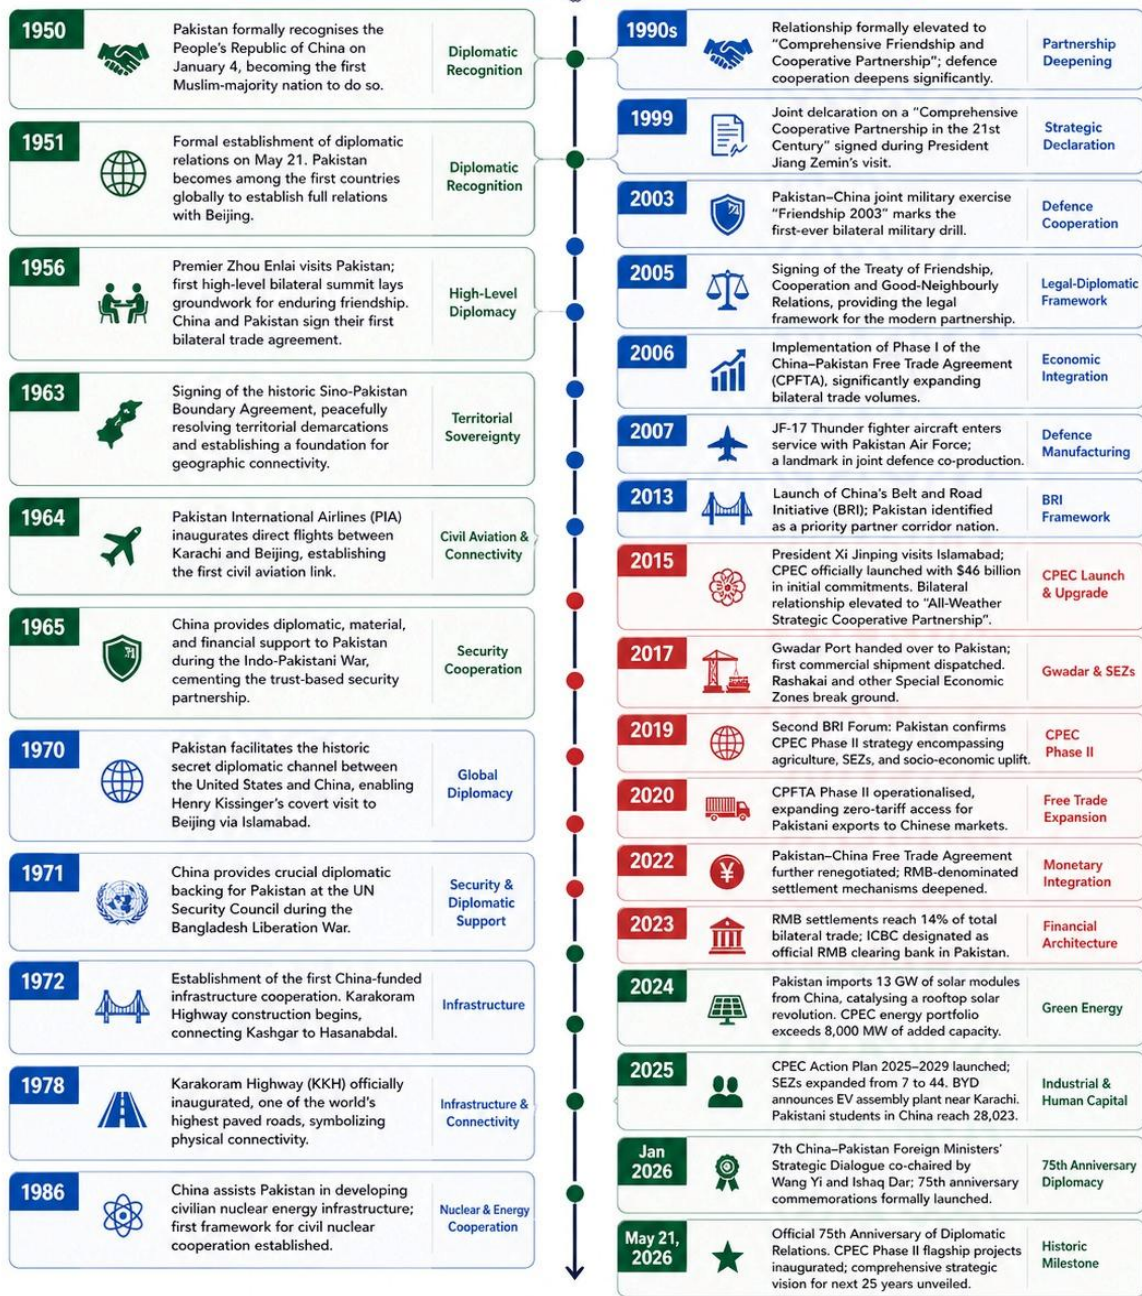 1950
Pakistan formally recognises the
People's Republic of China on
January 4, becoming the first
Muslim-majority nation to do so.
Diplomatic
Recognition
1951
Formal establishment of diplomatic
relations on May 21. Pakistan
becomes among the first countries
globally to establish full relations
with Beijing.
Diplomatic
Recognition
1956
Premier Zhou Enlai visits Pakistan;
first high-level bilateral summit lays
groundwork for enduring friendship.
China and Pakistan sign their first
bilateral trade agreement.
High-Level
Diplomacy
1963
Signing of the historic Sino-Pakistan
Boundary Agreement, peacefully
resolving territorial demarcations
and establishing a foundation for
geographic connectivity.
Territorial
Sovereignty
1964
Pakistan International Airlines (PIA)
inaugurates direct flights between
Karachi and Beijing, establishing
the first civil aviation link.
Civil Aviation &
Connectivity
1965
China provides diplomatic, material,
and financial support to Pakistan
during the Indo-Pakistani War,
cementing the trust-based security
partnership.
Security
Cooperation
1970
Pakistan facilitates the historic
secret diplomatic channel between
the United States and China, enabling
Henry Kissinger's covert visit to
Beijing via Islamabad.
Global
Diplomacy
1971
China provides crucial diplomatic
backing for Pakistan at the UN
Security Council during the
Bangladesh Liberation War.
Security &
Diplomatic
Support
1972
Establishment of the first China-funded
infrastructure cooperation. Karakoram
Highway construction begins,
connecting Kashgar to Hasanabdal.
Infrastructure
1978
Karakoram Highway (KKH) officially
inaugurated, one of the world's
highest paved roads, symbolizing
physical connectivity.
Infrastructure &
Connectivity
1986
China assists Pakistan in developing
civilian nuclear energy infrastructure;
first framework for civil nuclear
cooperation established.
Nuclear & Energy
Cooperation
1990s
Relationship formally elevated to
"Comprehensive Friendship and
Cooperative Partnership"; defence
cooperation deepens significantly.
Partnership
Deepening
1999
Joint delcaration on a "Comprehensive
Cooperative Partnership in the 21st
Century" signed during President
Jiang Zemin's visit.
Strategic
Declaration
2003
Pakistan–China joint military exercise
"Friendship 2003" marks the
first-ever bilateral military drill.
Defence
Cooperation
2005
Signing of the Treaty of Friendship,
Cooperation and Good-Neighbourly
Relations, providing the legal
framework for the modern partnership.
Legal-Diplomatic
Framework
2006
Implementation of Phase I of the
China–Pakistan Free Trade Agreement
(CPFTA), significantly expanding
bilateral trade volumes.
Economic
Integration
2007
JF-17 Thunder fighter aircraft enters
service with Pakistan Air Force;
a landmark in joint defence co-production.
Defence
Manufacturing
2013
Launch of China's Belt and Road
Initiative (BRI); Pakistan identified
as a priority partner corridor nation.
BRI
Framework
2015
President Xi Jinping visits Islamabad;
CPEC officially launched with $46 billion
in initial commitments. Bilateral
relationship elevated to "All-Weather
Strategic Cooperative Partnership".
CPEC Launch
& Upgrade
2017
Gwadar Port handed over to Pakistan;
first commercial shipment dispatched.
Rashakai and other Special Economic
Zones break ground.
Gwadar & SEZs
2019
Second BRI Forum: Pakistan confirms
CPEC Phase II strategy encompassing
agriculture, SEZs, and socio-economic uplift.
CPEC
Phase II
2020
CPFTA Phase II operationalised,
expanding zero-tariff access for
Pakistani exports to Chinese markets.
Free Trade
Expansion
2022
Pakistan–China Free Trade Agreement
further renegotiated; RMB-denominated
settlement mechanisms deepened.
Monetary
Integration
2023
RMB settlements reach 14% of total
bilateral trade; ICBC designated as
official RMB clearing bank in Pakistan.
Financial
Architecture
2024
Pakistan imports 13 GW of solar modules
from China, catalysing a rooftop solar
revolution. CPEC energy portfolio
exceeds 8,000 MW of added capacity.
Green Energy
2025
CPEC Action Plan 2025–2029 launched;
SEZs expanded from 7 to 44. BYD
announces EV assembly plant near Karachi.
Pakistani students in China reach 28,023.
Industrial &
Human Capital
Jan
2026
7th China–Pakistan Foreign Ministers'
Strategic Dialogue co-chaired by
Wang Yi and Ishaq Dar; 75th anniversary
commemorations formally launched.
75th Anniversary
Diplomacy
May 21,
2026
Official 75th Anniversary of Diplomatic
Relations. CPEC Phase II flagship projects
inaugurated; comprehensive strategic
vision for next 25 years unveiled.
Historic
Milestone